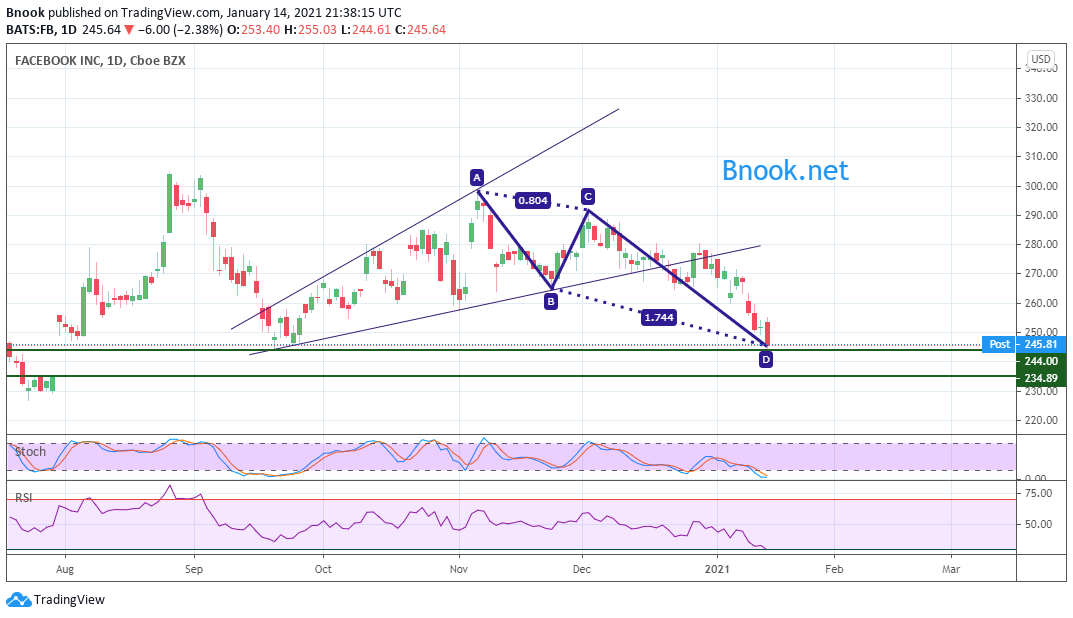 Bnook published on TradingView.com, January 14, 2021 21:38:15 UTC
BATS:FB, 1D 245.64 ▼ −6.00 (−2.38%) O:253.40 H:255.03 L:244.61 C:245.64
FACEBOOK INC, 1D, Cboe BZX
USD
340.00
330.00
320.00
310.00
Bnook.net
300.00
290.00
280.00
270.00
260.00
250.00
A
0.804
C
B
1.744
D
Post 245.81
244.00
234.89
230.00
220.00
Stoch
0.00
RSI
75.00
50.00
Aug Sep Oct Nov Dec 2021 Feb Mar
TradingView